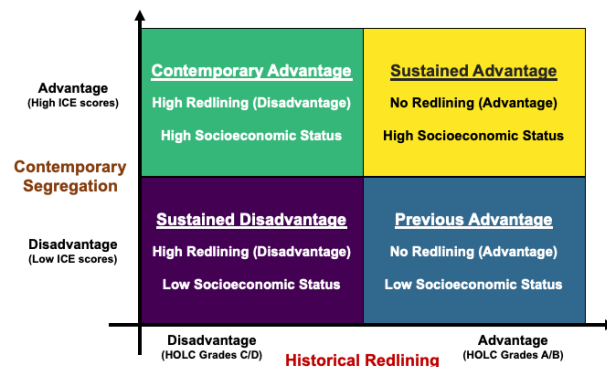 Advantage
(High ICE scores)
Contemporary
Segregation
Disadvantage
(Low ICE scores)
Contemporary Advantage
High Redlining (Disadvantage)
High Socioeconomic Status
Sustained Advantage
No Redlining (Advantage)
High Socioeconomic Status
Sustained Disadvantage
High Redlining (Disadvantage)
Low Socioeconomic Status
Previous Advantage
No Redlining (Advantage)
Low Socioeconomic Status
Disadvantage
(HOLC Grades C/D)
Historical Redlining
Advantage
(HOLC Grades A/B)